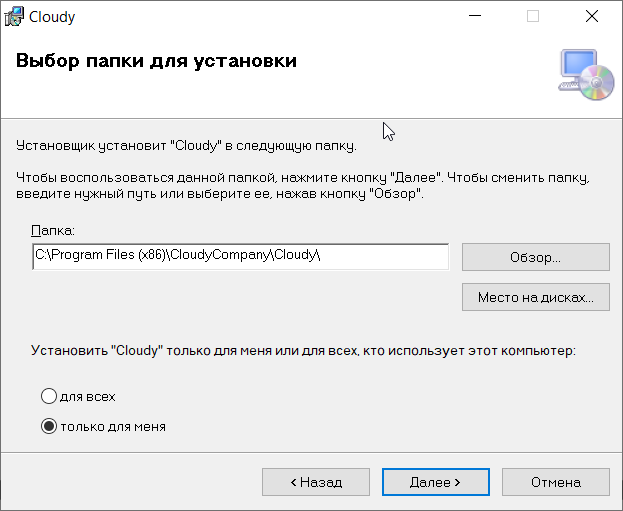 Cloudy
Выбор папки для установки
Установщик установит "Cloudy" в следующую папку.
Чтобы воспользоваться данной папкой, нажмите кнопку "Далее". Чтобы сменить папку,
введите нужный путь или выберите ее, нажав кнопку "Обзор".
Папка:
C:\Program Files (x86)\CloudyCompany\Cloudy\
Обзор...
Место на дисках...
Установить "Cloudy" только для меня или для всех, кто использует этот компьютер:
для всех
только для меня
< Назад
Далее >
Отмена